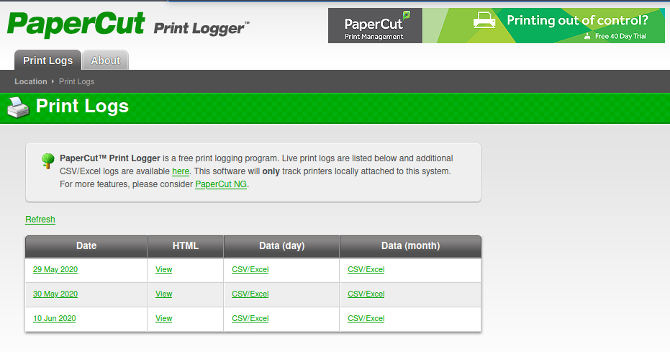 PaperCut Print Logger™
PaperCut
Print Management
Printing out of control?
Free 40 Day Trial
Print Logs About
Location Print Logs
Print Logs
PaperCut™ Print Logger is a free print logging program. Live print logs are listed below and additional
CSV/Excel logs are available here. This software will only track printers locally attached to this system.
For more features, please consider PaperCut NG.
Refresh
Date HTML Data (day) Data (month)
29 May 2020 View CSV/Excel CSV/Excel
30 May 2020 View CSV/Excel CSV/Excel
10 Jun 2020 View CSV/Excel CSV/Excel